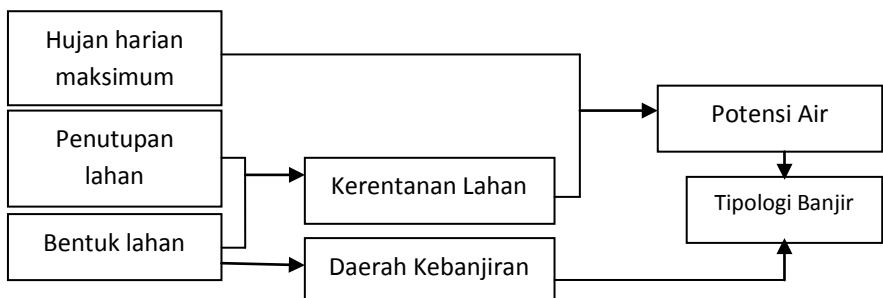 Hujan harian
maksimum
Penutupan
lahan
Bentuk lahan
Kerentanan Lahan
Daerah Kebanjiran
Potensi Air
Tipologi Banjir